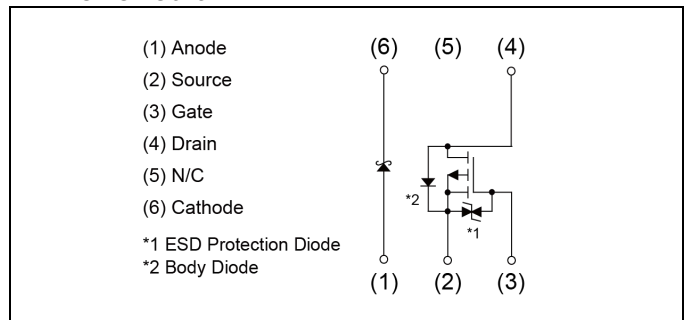 (1) Anode
(2) Source
(3) Gate
(4) Drain
(5) N/C
(6) Cathode
*1 ESD Protection Diode
*2 Body Diode
(6) (5) (4)
*2
*1
(1) (2) (3)